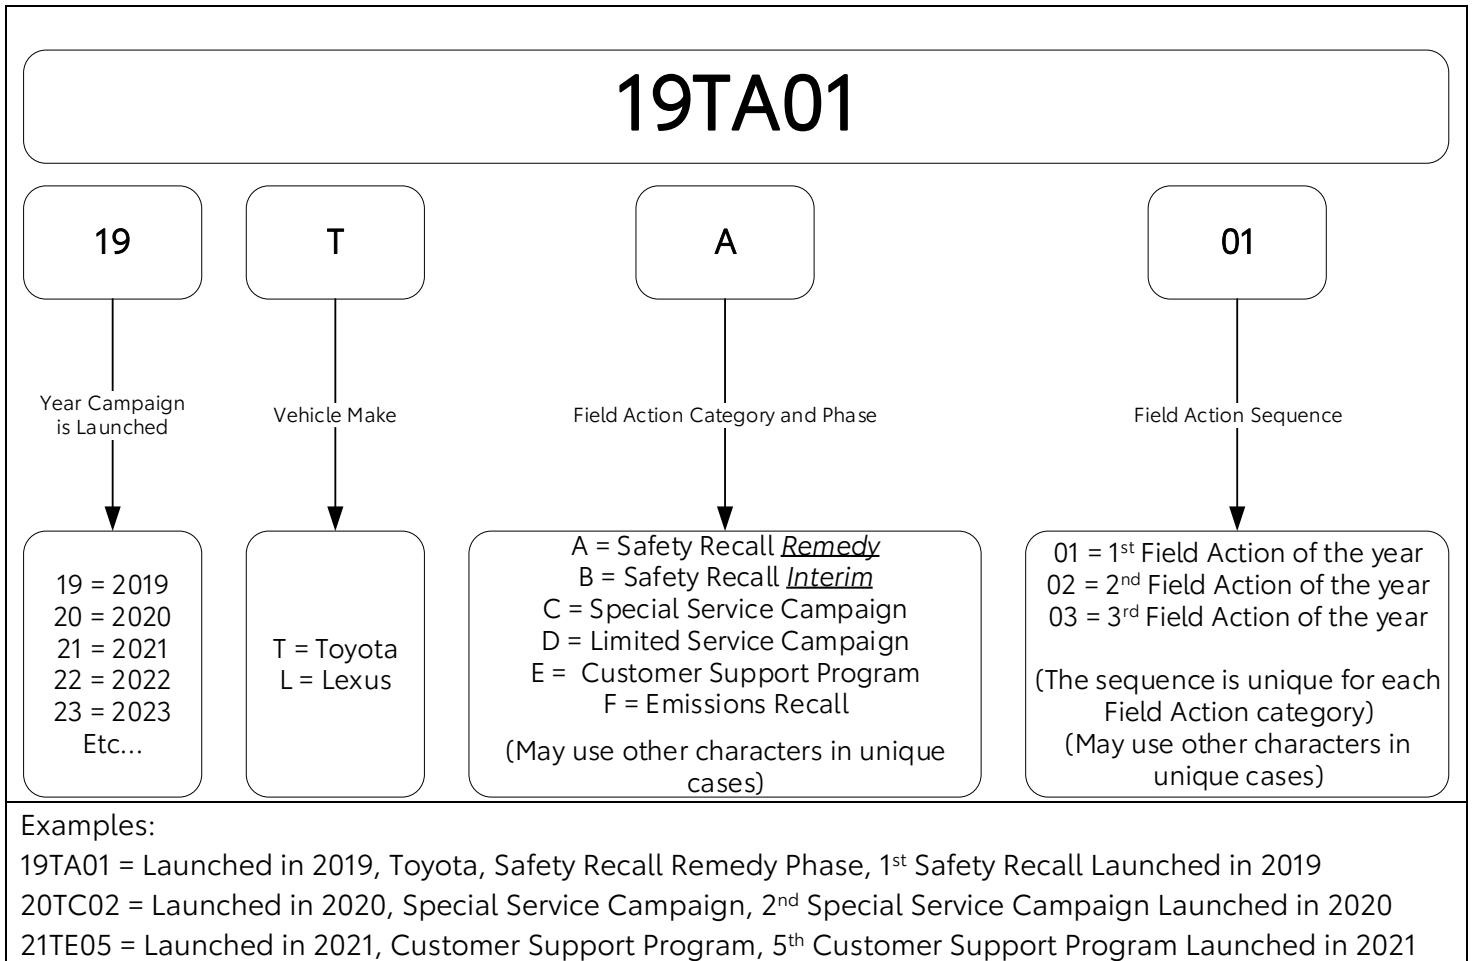 19TA01
19
T
A
01
Year Campaign
is Launched
Vehicle Make
Field Action Category and Phase
Field Action Sequence
19 = 2019
20 = 2020
21 = 2021
22 = 2022
23 = 2023
Etc...
T = Toyota
L = Lexus
A = Safety Recall Remedy
B = Safety Recall Interim
C = Special Service Campaign
D = Limited Service Campaign
E =  Customer Support Program
F = Emissions Recall
(May use other characters in unique
cases)
01 = 1st Field Action of the year
02 = 2nd Field Action of the year
03 = 3rd Field Action of the year
(The sequence is unique for each
Field Action category)
(May use other characters in
unique cases)
Examples:
19TA01 = Launched in 2019, Toyota, Safety Recall Remedy Phase, 1st Safety Recall Launched in 2019
20TC02 = Launched in 2020, Special Service Campaign, 2nd Special Service Campaign Launched in 2020
21TE05 = Launched in 2021, Customer Support Program, 5th Customer Support Program Launched in 2021